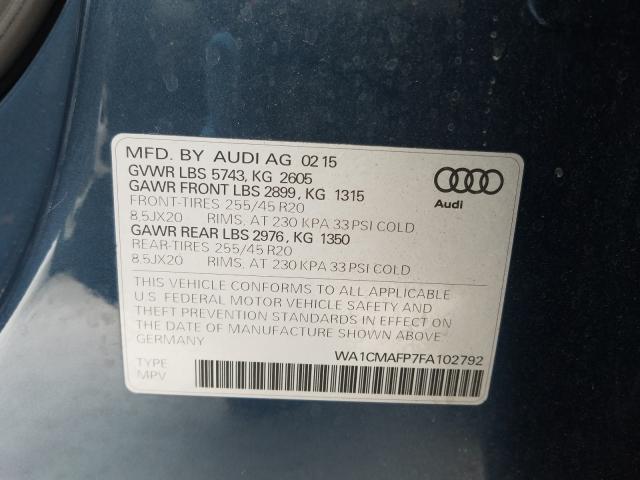 MFD. BY AUDI AG 02 15
GVWR LBS 5743, KG 2605
GAWR FRONT LBS 2899, KG 1315
FRONT-TIRES 255/45 R20
8,5JX20 RIMS, AT 230 KPA 33 PSI COLD
GAWR REAR LBS 2976, KG 1350
REAR-TIRES 255/45 R20
8,5JX20 RIMS, AT 230 KPA 33 PSI COLD
Audi
THIS VEHICLE CONFORMS TO ALL APPLICABLE
U.S. FEDERAL MOTOR VEHICLE SAFETY AND
THEFT PREVENTION STANDARDS IN EFFECT ON
THE DATE OF MANUFACTURE SHOWN ABOVE
GERMANY
WA1CMAFP7FA102792
TYPE
MPV